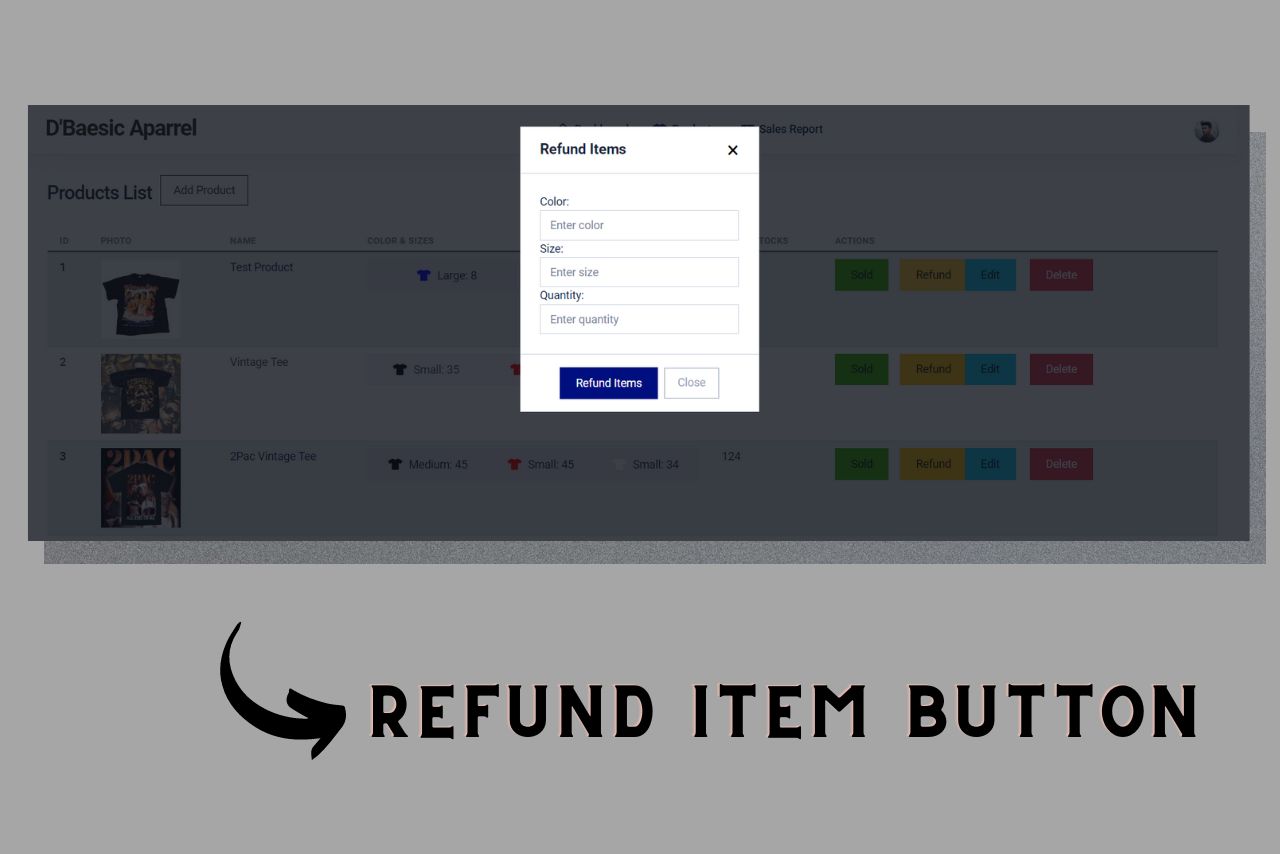 D'Baesic Aparrel
Sales Report
Refund Items
Products List
Add Product
Color:
Enter color
Size:
Enter size
Quantity:
Enter quantity
Refund Items
Close
ID PHOTO NAME COLOR & SIZES ACTIONS
1 Test Product Large: 8 Sold Refund Edit Delete
2 Vintage Tee Small: 35 Sold Refund Edit Delete
3 2Pac Vintage Tee Medium: 45 Small: 45 Small: 34 124 Sold Refund Edit Delete
2PAC
REFUND ITEM BUTTON